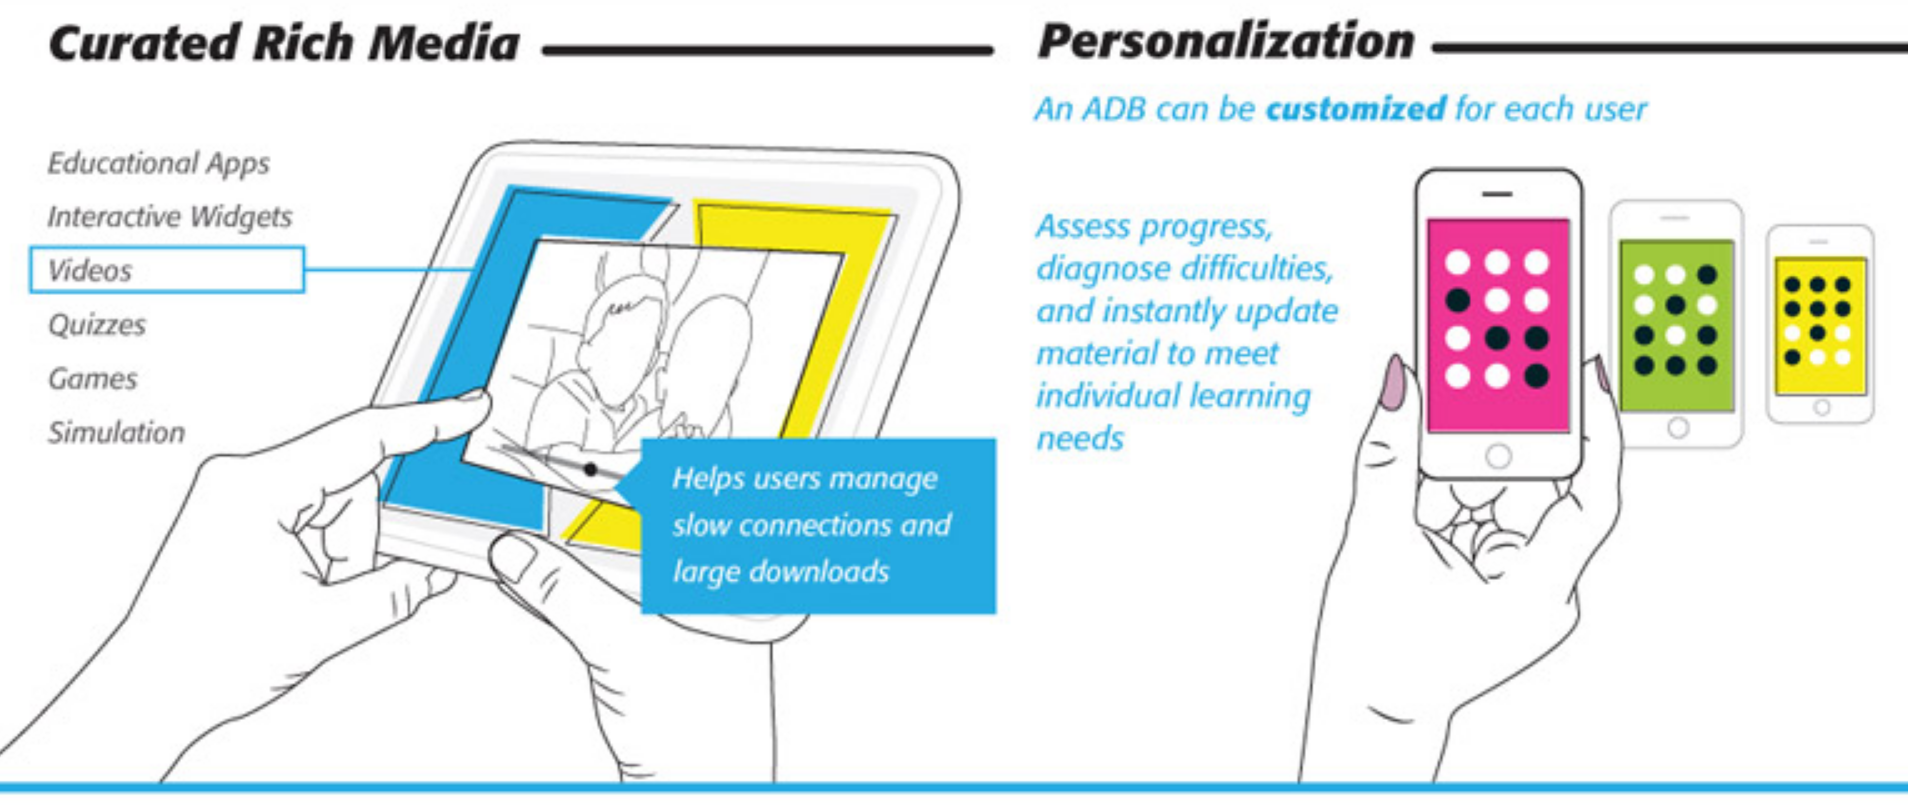 Curated Rich Media
Educational Apps
Interactive Widgets
Videos
Quizzes
Games
Simulation
Helps users manage
slow connections and
large downloads
Personalization
An ADB can be customized for each user
Assess progress,
diagnose difficulties,
and instantly update
material to meet
individual learning
needs